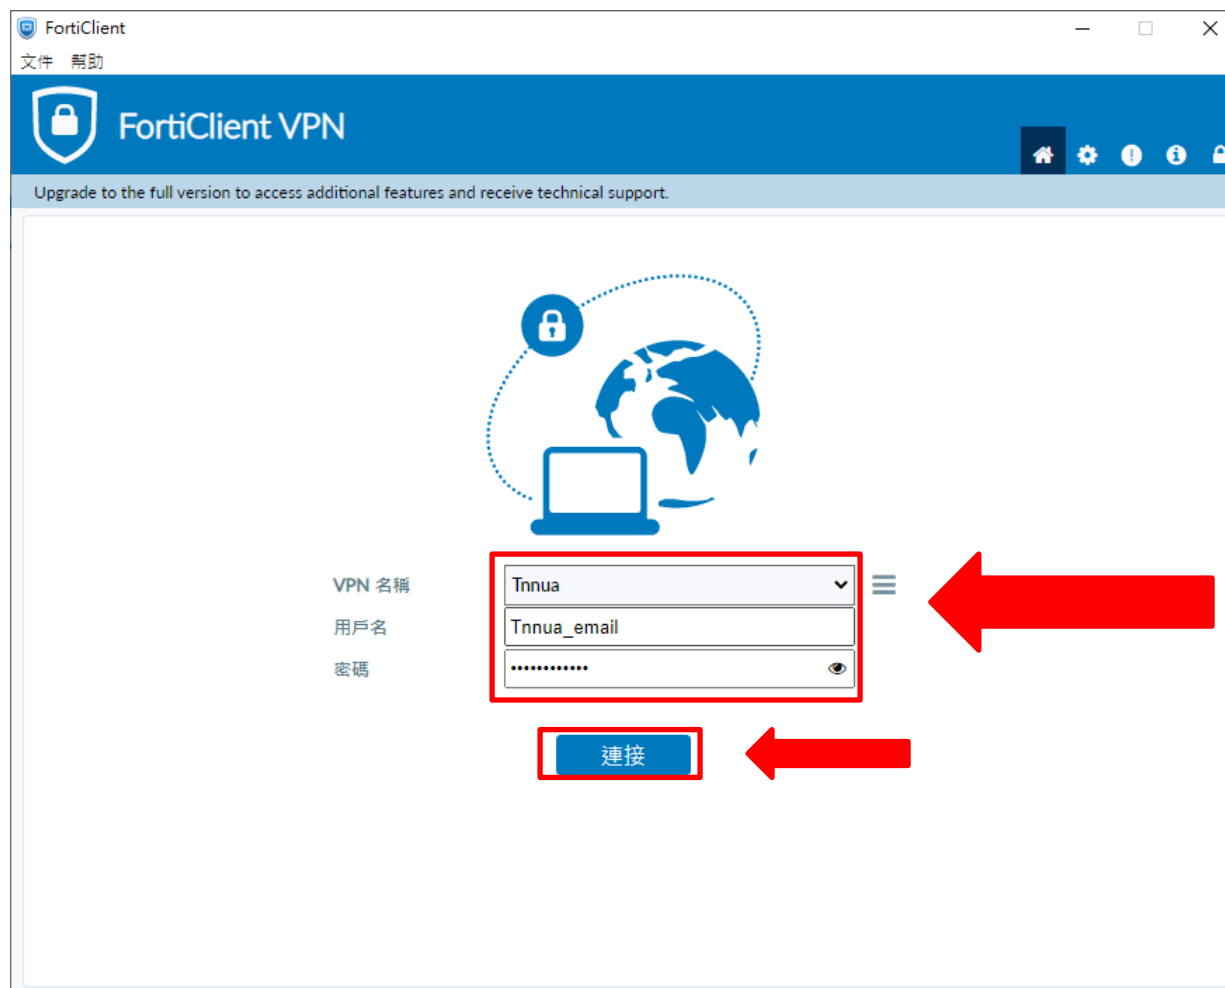 FortiClient
文件 幫助
FortiClient VPN
Upgrade to the full version to access additional features and receive technical support.
VPN 名稱 Tnnua
用戶名 Tnnua_email
密碼 ••••••••••••
連接